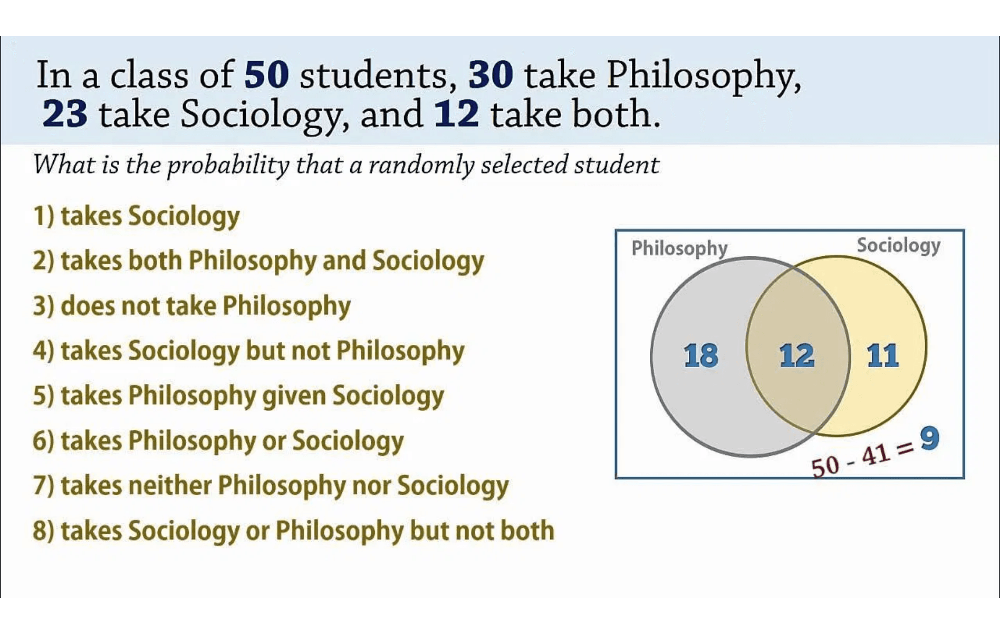 In a class of 50 students, 30 take Philosophy,
23 take Sociology, and 12 take both.
What is the probability that a randomly selected student
1) takes Sociology
2) takes both Philosophy and Sociology
3) does not take Philosophy
4) takes Sociology but not Philosophy
5) takes Philosophy given Sociology
6) takes Philosophy or Sociology
7) takes neither Philosophy nor Sociology
8) takes Sociology or Philosophy but not both
Philosophy
Sociology
18
12
11
50 - 41 = 9